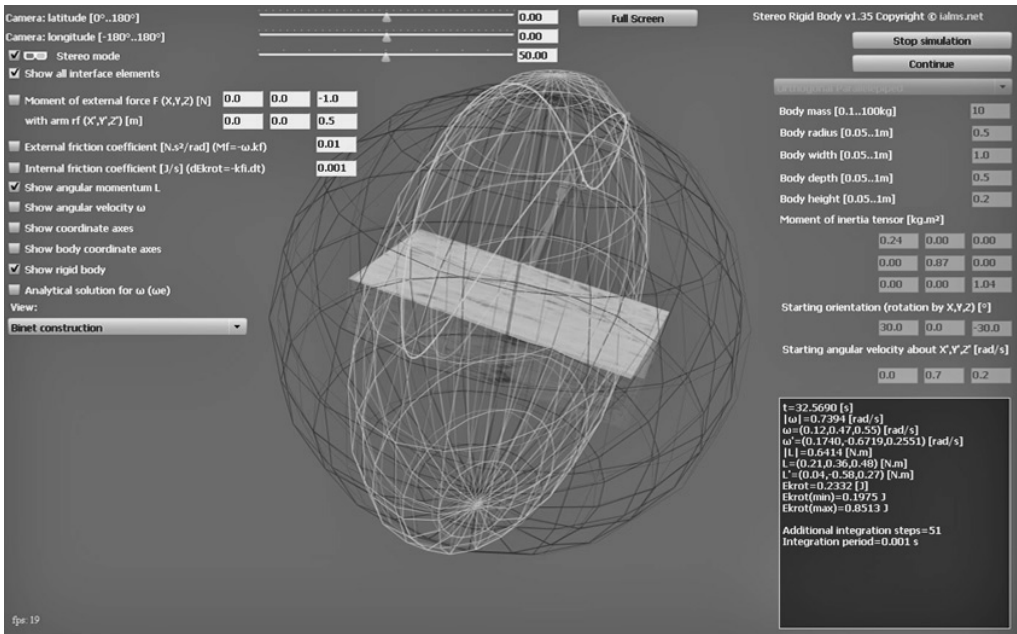 Camera: latitude [0°..180°]
0.00
Camera: longitude [-180°..180°]
0.00
Stereo mode
50.00
Show all interface elements
Full Screen
Moment of external force F (X,Y,Z) [N]
0.0 0.0 -1.0
with arm rf (X',Y',Z') [m]
0.0 0.0 0.5
External friction coefficient [N.s²/rad] (Mf=-ω.kf)
0.01
Internal friction coefficient [J/s] (dEkrot=-kfi.dt)
0.001
Show angular momentum L
Show angular velocity ω
Show coordinate axes
Show body coordinate axes
Show rigid body
Analytical solution for ω (ωe)
View:
Binet construction
fps: 19
Stereo Rigid Body v1.35 Copyright © ialms.net
Stop simulation
Continue
Orthogonal Parallelepiped
Body mass [0.1..100kg]
10
Body radius [0.05..1m]
0.5
Body width [0.05..1m]
1.0
Body depth [0.05..1m]
0.5
Body height [0.05..1m]
0.2
Moment of inertia tensor [kg.m²]
0.24 0.00 0.00
0.00 0.87 0.00
0.00 0.00 1.04
Starting orientation (rotation by X,Y,Z) [°]
30.0 0.0 -30.0
Starting angular velocity about X',Y',Z' [rad/s]
0.0 0.7 0.2
t=32.5690 [s]
|ω|=0.7394 [rad/s]
ω=(0.12,0.47,0.55) [rad/s]
ω'=(0.1740,-0.6719,0.2551) [rad/s]
|L|=0.6414 [N.m]
L=(0.21,0.36,0.48) [N.m]
L'=(0.04,-0.58,0.27) [N.m]
Ekrot=0.2332 [J]
Ekrot(min)=0.1975 J
Ekrot(max)=0.8513 J
Additional integration steps=51
Integration period=0.001 s